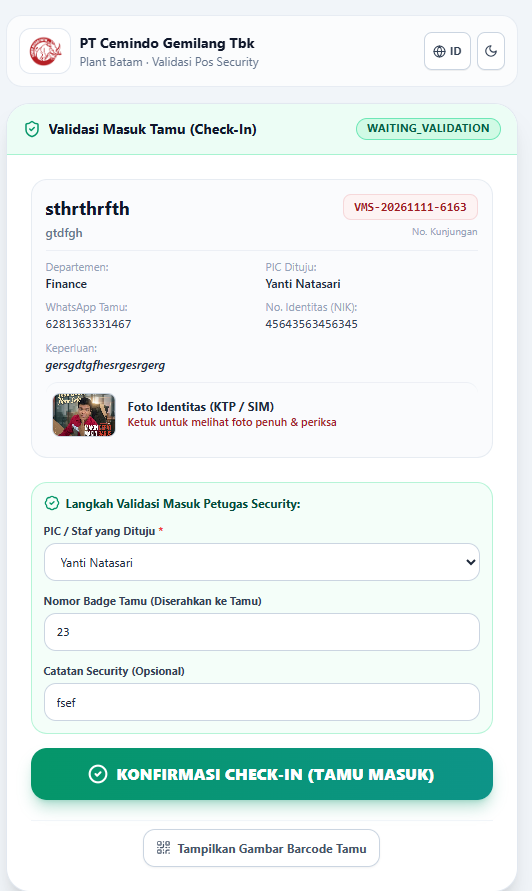 PT Cemindo Gemilang Tbk
Plant Batam · Validasi Pos Security
ID
Validasi Masuk Tamu (Check-In)
WAITING_VALIDATION
sthrthrfth
VMS-20261111-6163
gtdfgh
No. Kunjungan
Departemen:
PIC Dituju:
Finance
Yanti Natasari
WhatsApp Tamu:
No. Identitas (NIK):
6281363331467
45643563456345
Keperluan:
gersgdtgfhesrgesrgerg
Foto Identitas (KTP / SIM)
Ketuk untuk melihat foto penuh & periksa
Langkah Validasi Masuk Petugas Security:
PIC / Staf yang Dituju *
Yanti Natasari
Nomor Badge Tamu (Diserahkan ke Tamu)
23
Catatan Security (Opsional)
fsef
KONFIRMASI CHECK-IN (TAMU MASUK)
Tampilkan Gambar Barcode Tamu